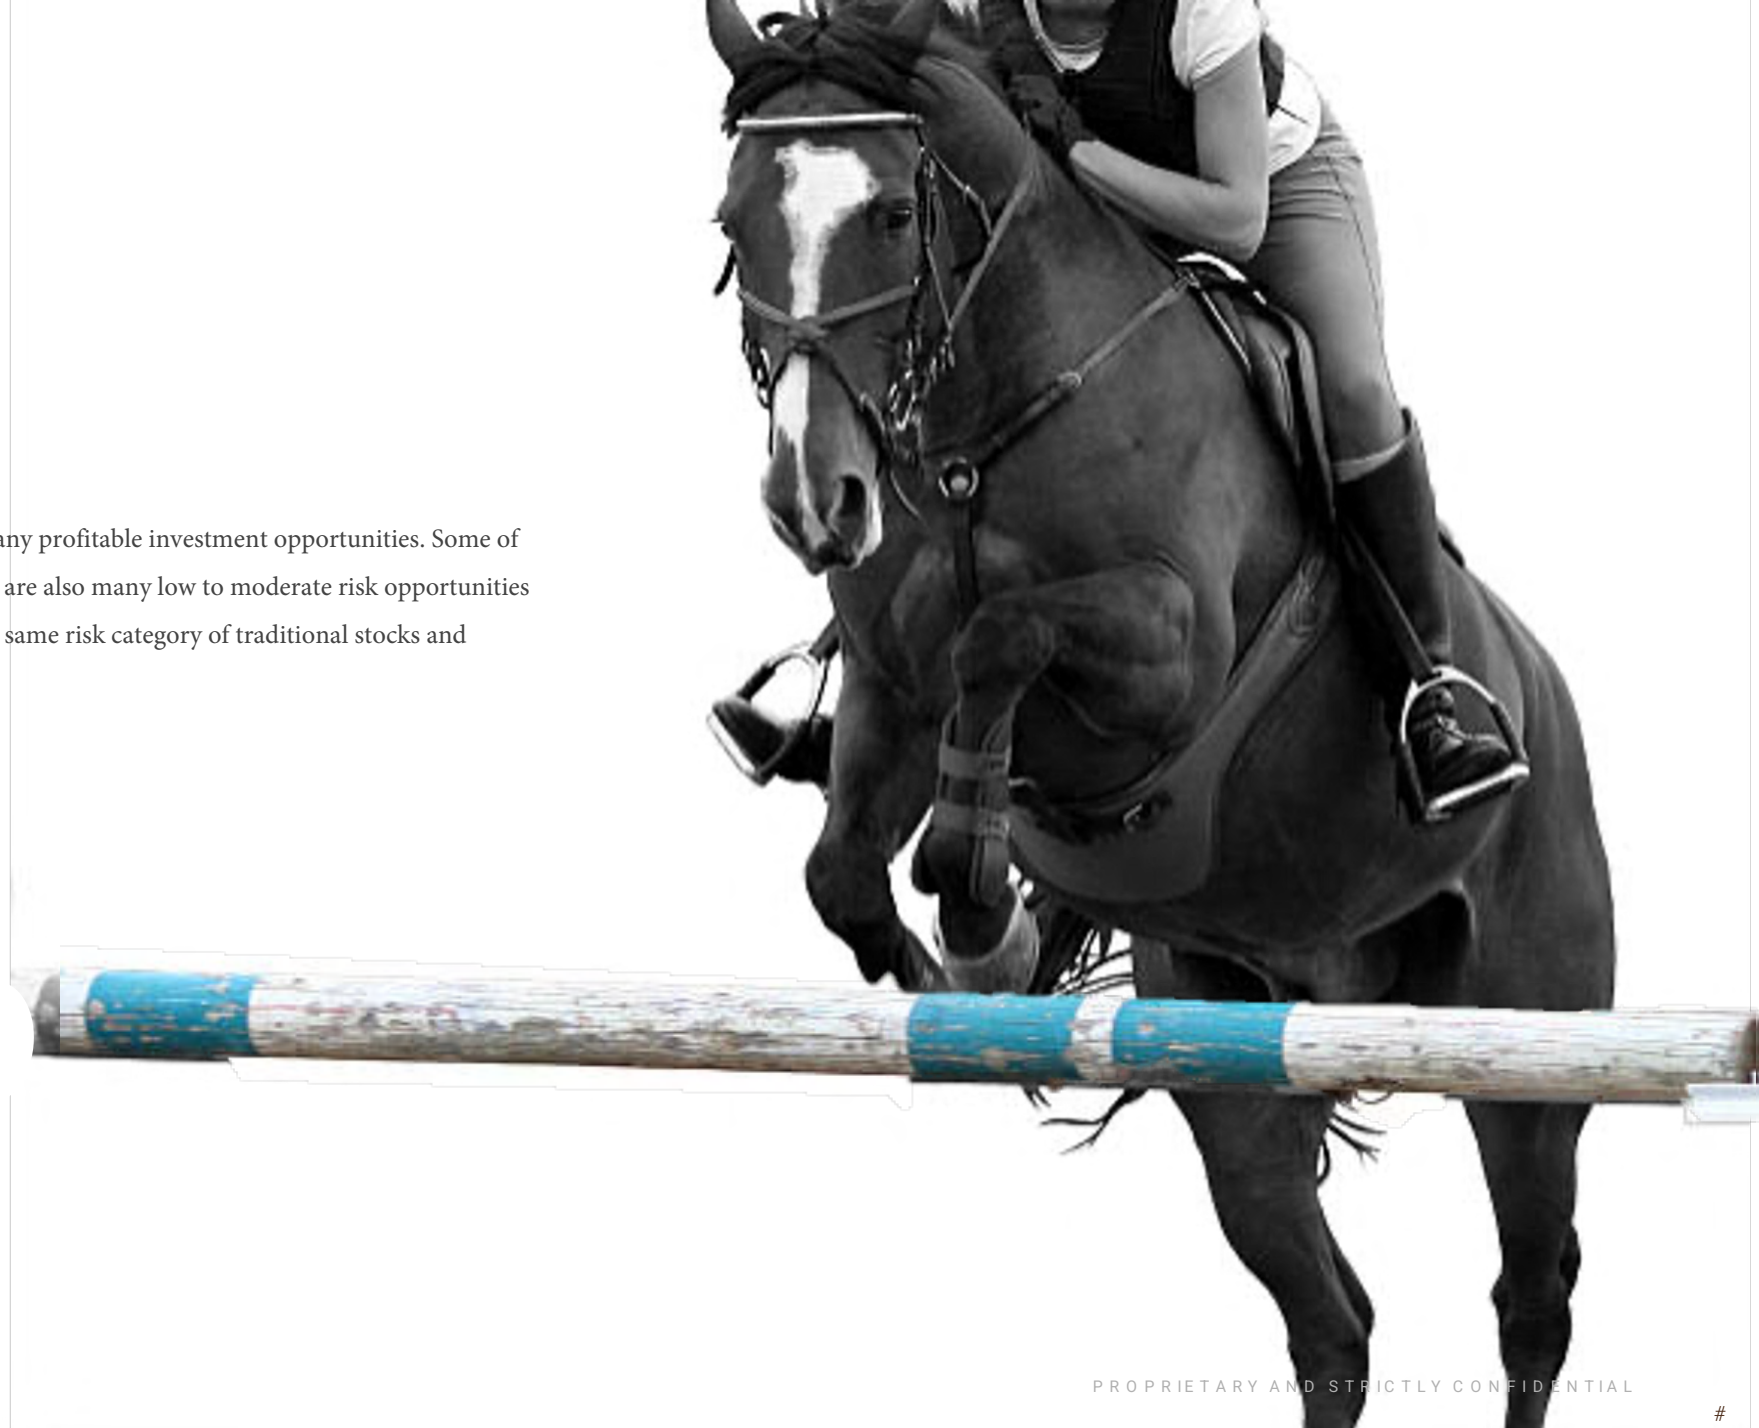 any profitable investment opportunities. Some of
are also many low to moderate risk opportunities
same risk category of traditional stocks and
PROPRIETARY AND STRICTLY CONFIDENTIAL
#